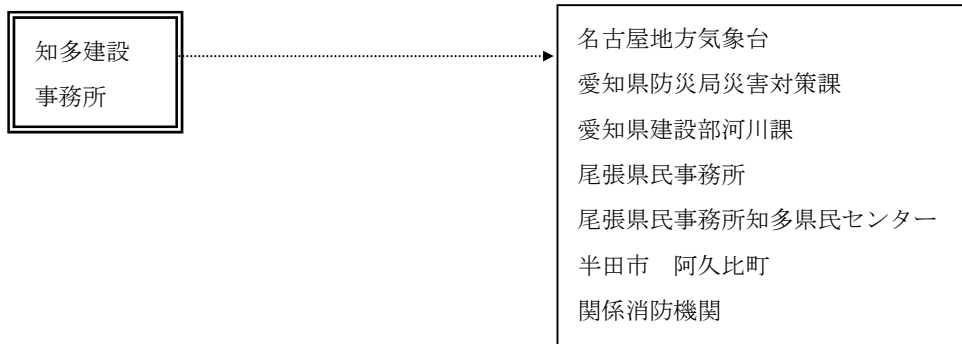 知多建設
事務所
名古屋地方気象台
愛知県防災局災害対策課
愛知県建設部河川課
尾張県民事務所
尾張県民事務所知多県民センター
半田市　阿久比町
関係消防機関